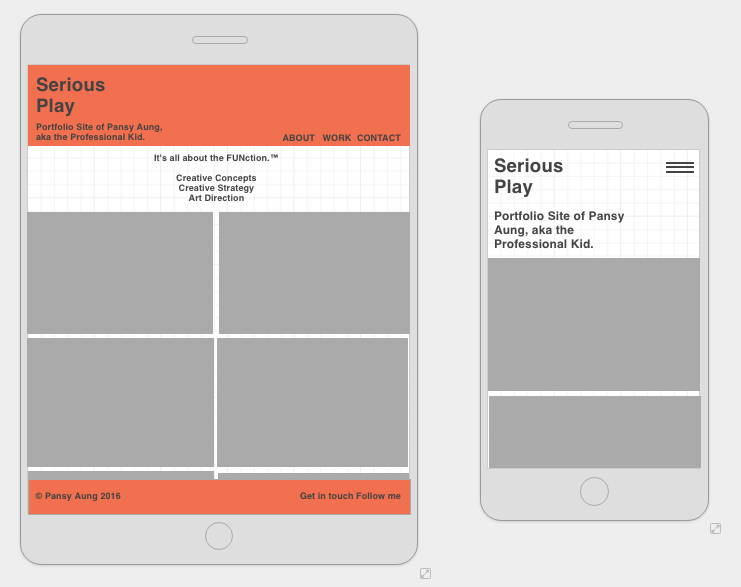 Serious
Play
Portfolio Site of Pansy Aung,
aka the Professional Kid.
ABOUT WORK CONTACT
It's all about the FUNction.™
Creative Concepts
Creative Strategy
Art Direction
© Pansy Aung 2016
Get in touch Follow me
Serious
Play
Portfolio Site of Pansy
Aung, aka the
Professional Kid.